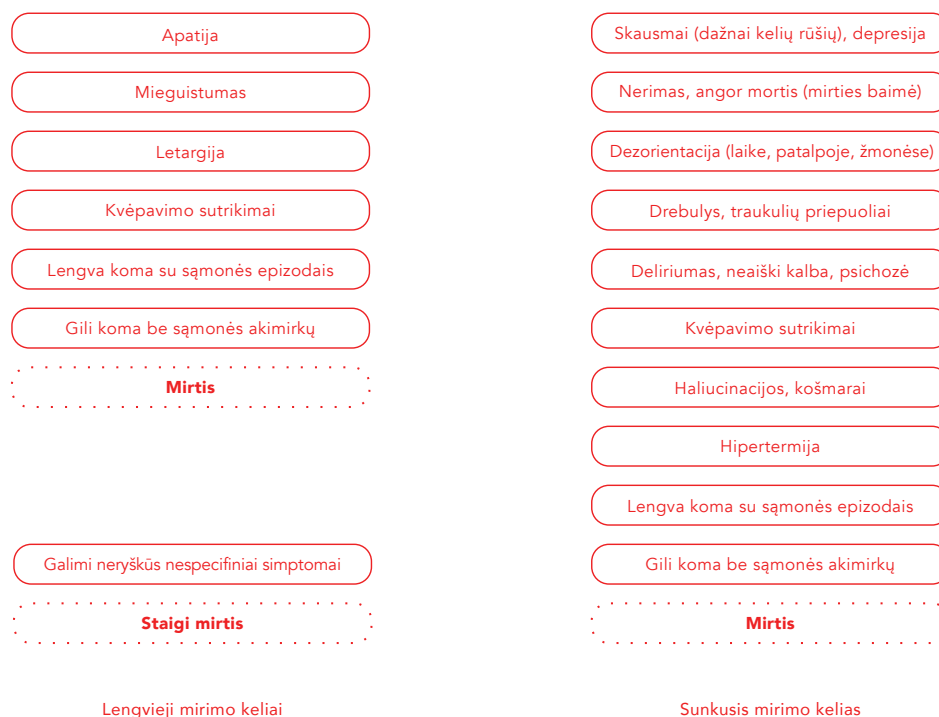 Apatija
Mieguistumas
Letargija
Kvėpavimo sutrikimai
Lengva koma su sąmonės epizodais
Gili koma be sąmonės akimirkų
Mirtis
Galimi neryškūs nespecifiniai simptomai
Staigi mirtis
Lengvieji mirimo keliai
Skausmai (dažnai kelių rūšių), depresija
Nerimas, angor mortis (mirties baimė)
Dezorientacija (laike, patalpoje, žmonėse)
Drebulys, traukulių priepuoliai
Deliriumas, neaiški kalba, psichozė
Kvėpavimo sutrikimai
Haliucinacijos, košmarai
Hipertermija
Lengva koma su sąmonės epizodais
Gili koma be sąmonės akimirkų
Mirtis
Sunkusis mirimo kelias